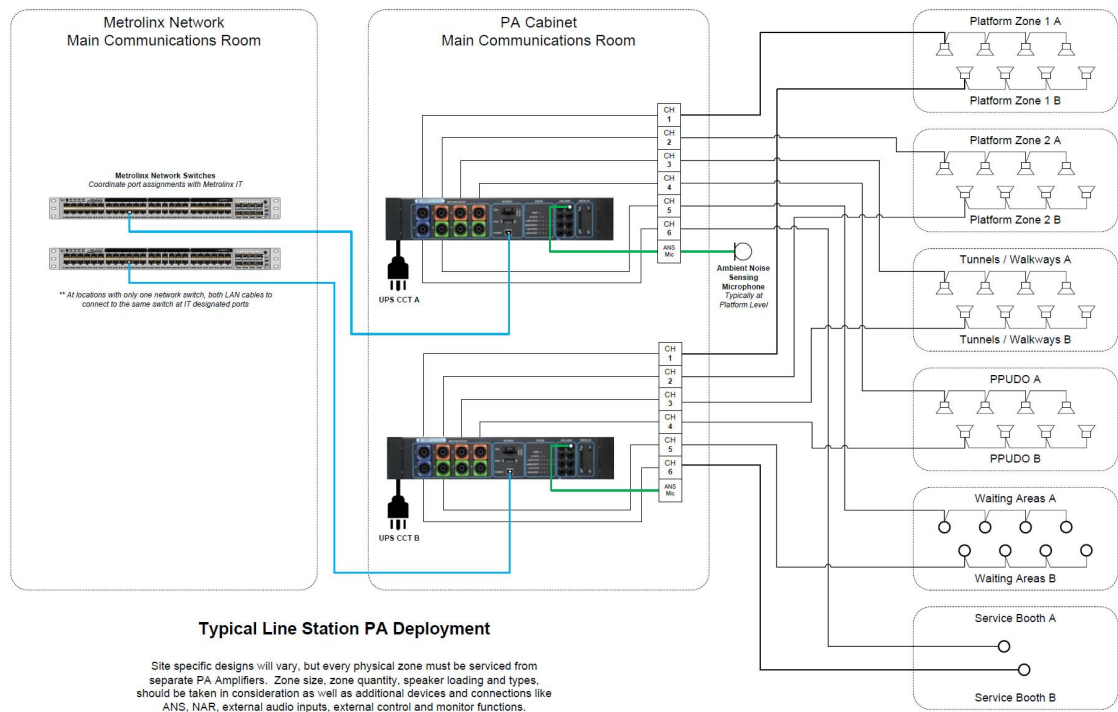 Metrolinx Network
Main Communications Room
Metrolinx Network Switches
Coordinate port assignments with Metrolinx IT
** At locations with only one network switch, both LAN cables to
connect to the same switch at IT designated ports
PA Cabinet
Main Communications Room
CH
1
CH
2
CH
3
CH
4
CH
5
CH
6
ANS
Mic
UPS CCT A
Ambient Noise
Sensing
Microphone
Typically at
Platform Level
CH
1
CH
2
CH
3
CH
4
CH
5
CH
6
ANS
Mic
UPS CCT B
Platform Zone 1 A
Platform Zone 1 B
Platform Zone 2 A
Platform Zone 2 B
Tunnels / Walkways A
Tunnels / Walkways B
PPUDO A
PPUDO B
Waiting Areas A
Waiting Areas B
Service Booth A
Service Booth B
Typical Line Station PA Deployment
Site specific designs will vary, but every physical zone must be serviced from
separate PA Amplifiers. Zone size, zone quantity, speaker loading and types,
should be taken in consideration as well as additional devices and connections like
ANS, NAR, external audio inputs, external control and monitor functions.